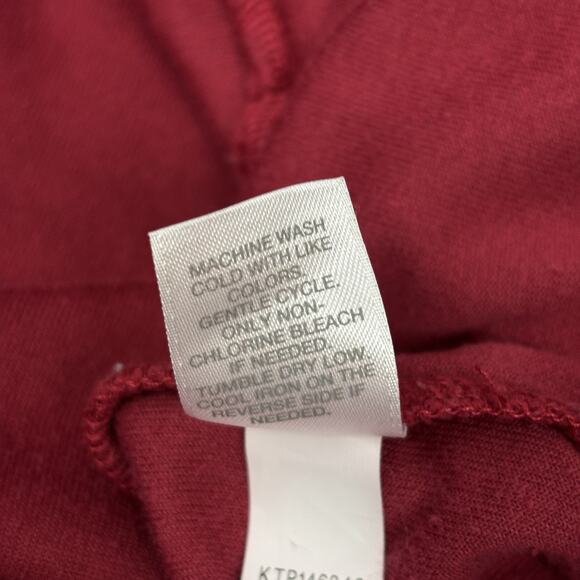 MACHINE WASH
COLD WITH LIKE
COLORS.
GENTLE CYCLE.
ONLY NON-
CHLORINE BLEACH
IF NEEDED.
TUMBLE DRY LOW.
COOL IRON ON THE
REVERSE SIDE IF
NEEDED.